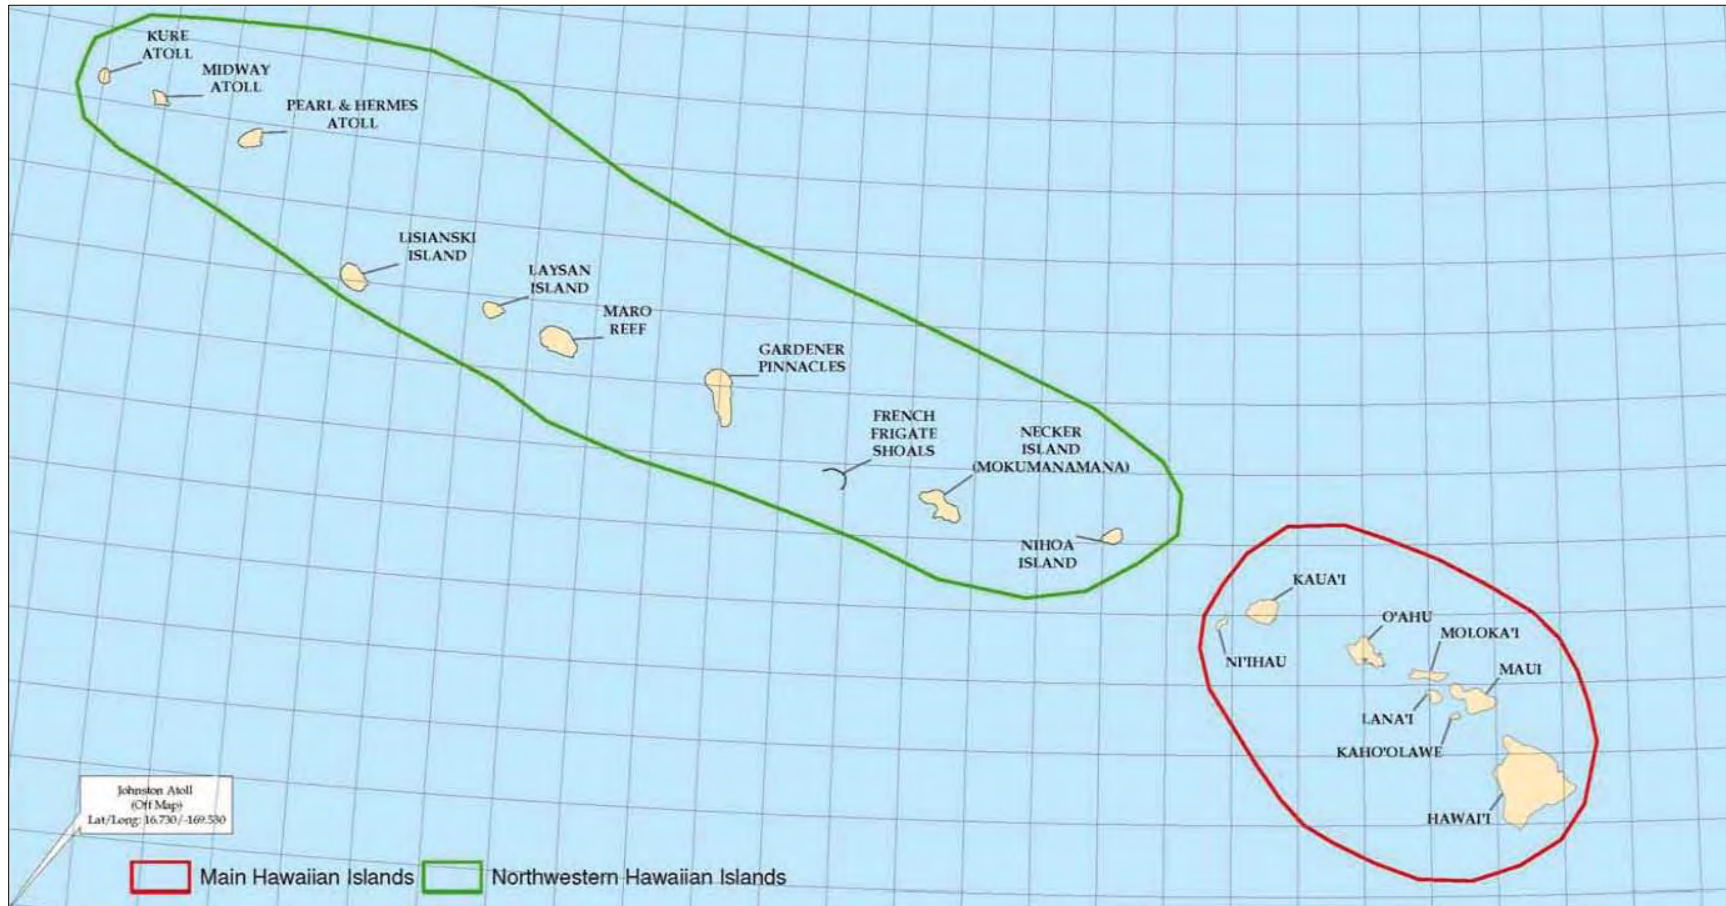 KURE
ATOLL
MIDWAY
ATOLL
PEARL & HERMES
ATOLL
LISIANSKI
ISLAND
LAYSAN
ISLAND
MARO
REEF
GARDENER
PINNACLES
FRENCH
FRIGATE
SHOALS
NECKER
ISLAND
(MOKUMANAMANA)
NIHOA
ISLAND
KAUA'I
NI'IHAU
O'AHU
MOLOKA'I
MAUI
LANA'I
KAHO'OLAWE
HAWAI'I
Johnston Atoll
(Off Map)
Lat/Long: 16.730/-169.530
Main Hawaiian Islands
Northwestern Hawaiian Islands